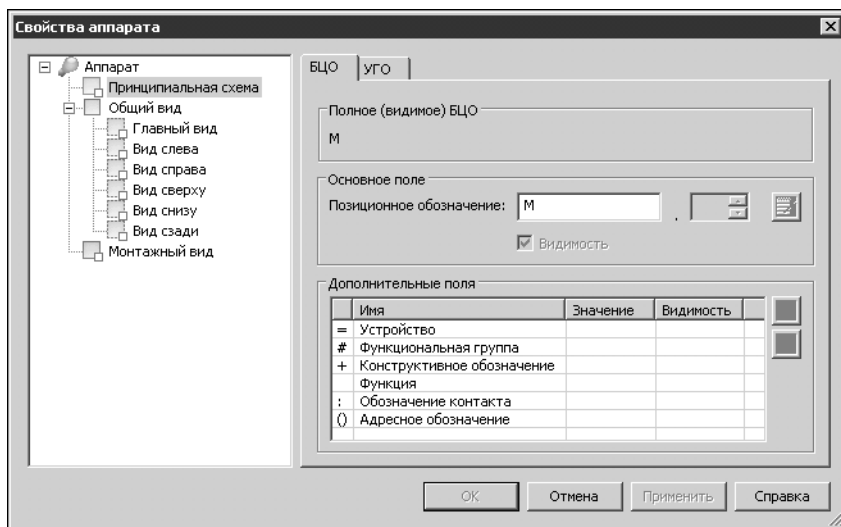 Свойства аппарата
Аппарат
Принципиальная схема
Общий вид
Главный вид
Вид слева
Вид справа
Вид сверху
Вид снизу
Вид сзади
Монтажный вид
БЦО УГО
Полное (видимое) БЦО
М
Основное поле
Позиционное обозначение: М .
Видимость
Дополнительные поля
Имя Значение Видимость
= Устройство
# Функциональная группа
+ Конструктивное обозначение
Функция
: Обозначение контакта
() Адресное обозначение
ОК Отмена Применить Справка